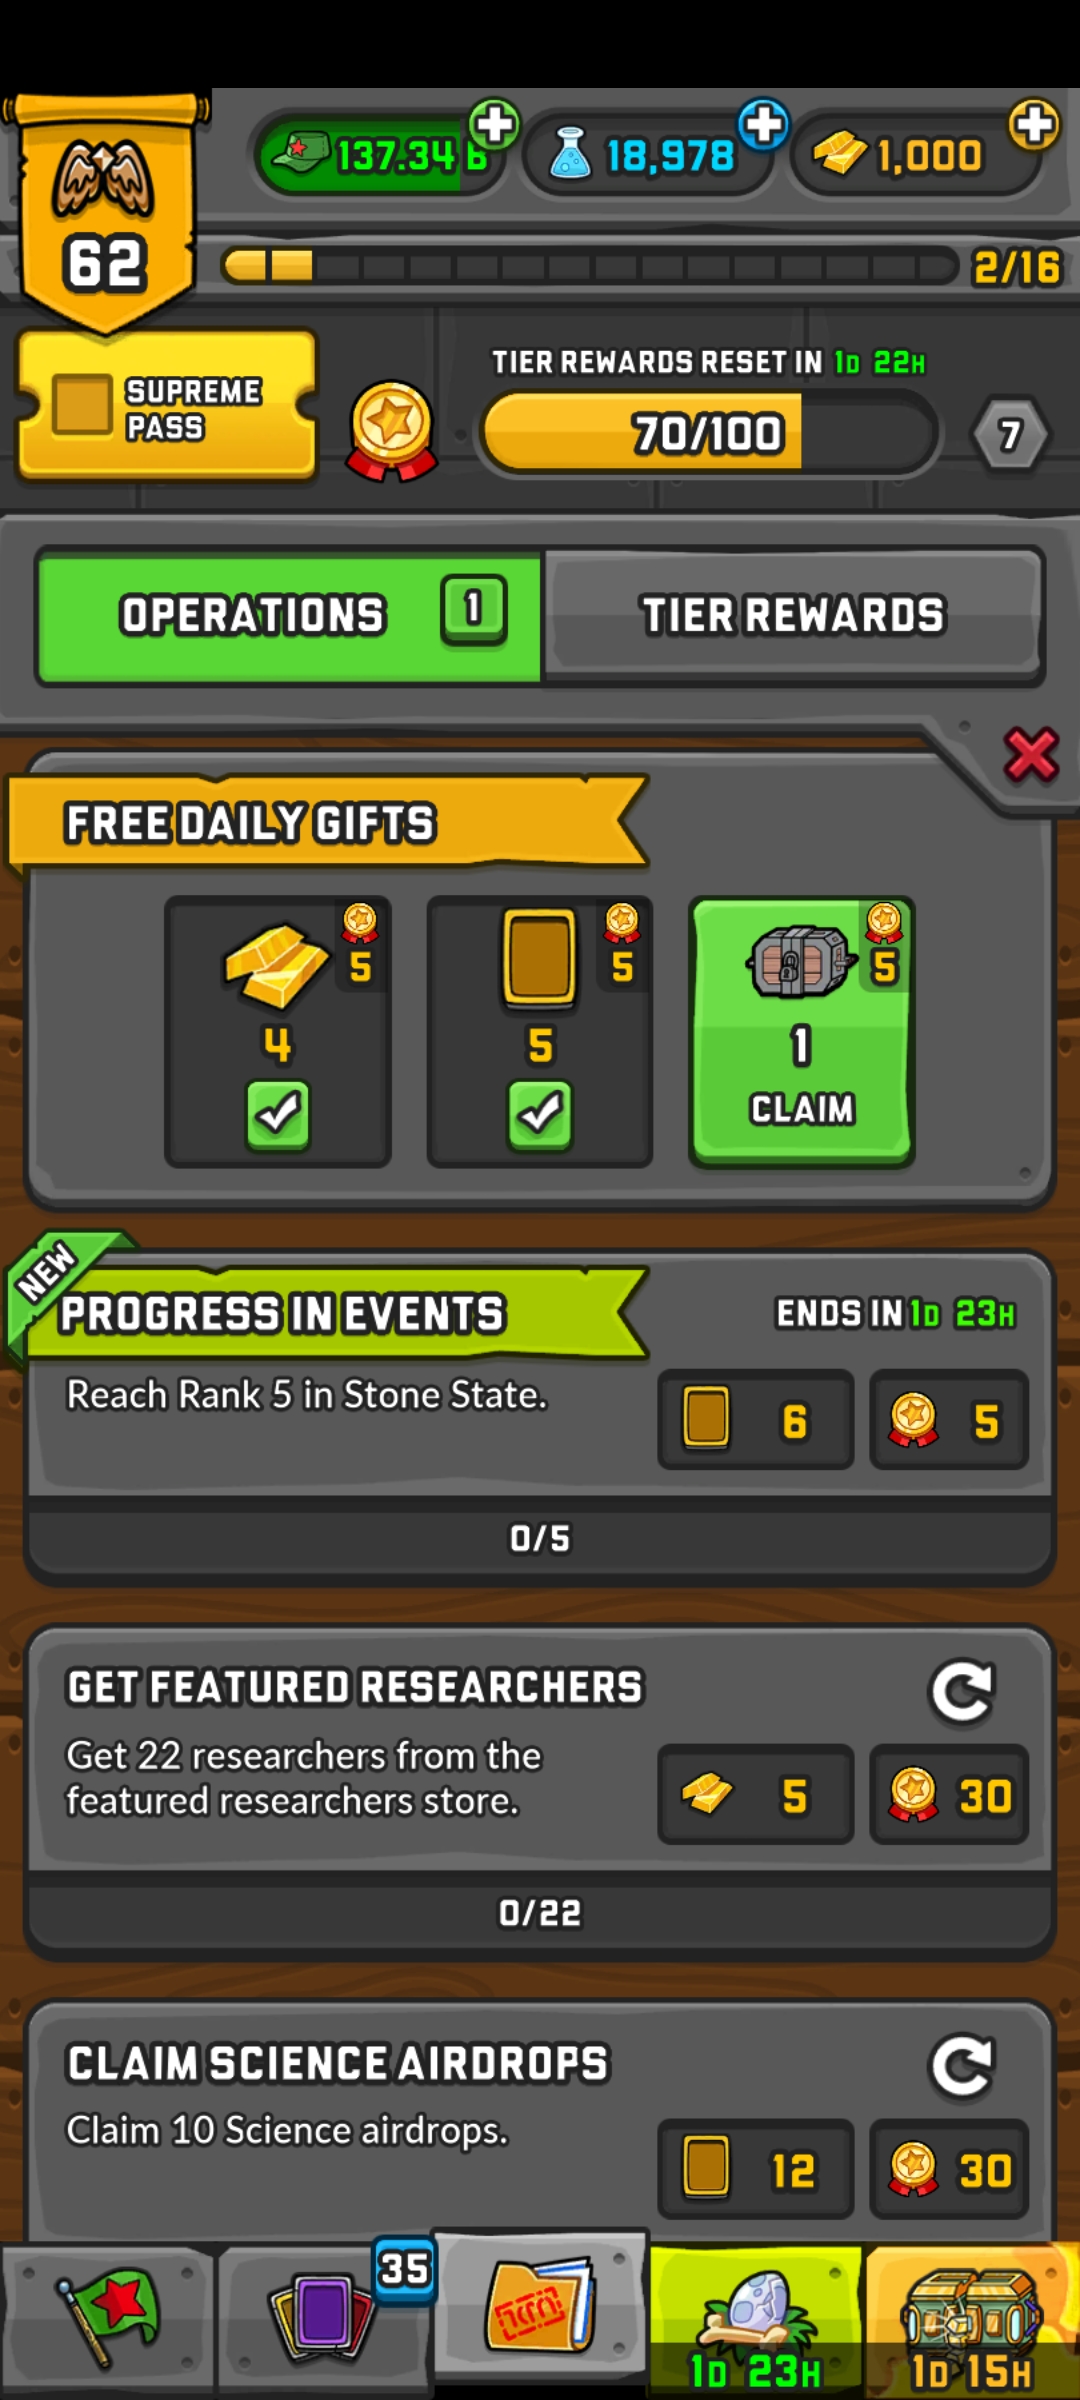 137.34 B
18,978
1,000
62
2/16
SUPREME
PASS
TIER REWARDS RESET IN 1D 22H
70/100
7
OPERATIONS 1
TIER REWARDS
FREE DAILY GIFTS
5
5
5
4
5
1
CLAIM
NEW
PROGRESS IN EVENTS
ENDS IN 1D 23H
Reach Rank 5 in Stone State.
6
5
0/5
GET FEATURED RESEARCHERS
Get 22 researchers from the
featured researchers store.
5
30
0/22
CLAIM SCIENCE AIRDROPS
Claim 10 Science airdrops.
12
30
35
1D 23H
1D 15H